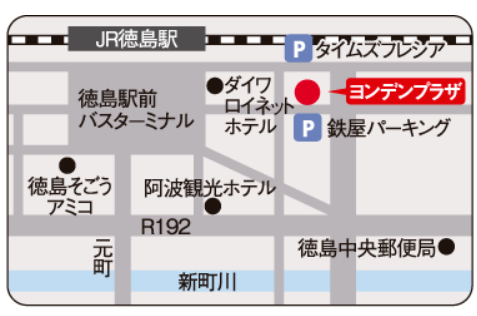 JR徳島駅
P タイムズフレシア
徳島駅前
バスターミナル
ダイワ
ロイネット
ホテル
ヨンデンプラザ
P 鉄屋パーキング
徳島そごう
アミコ
阿波観光ホテル
R192
元
町
徳島中央郵便局
新町川